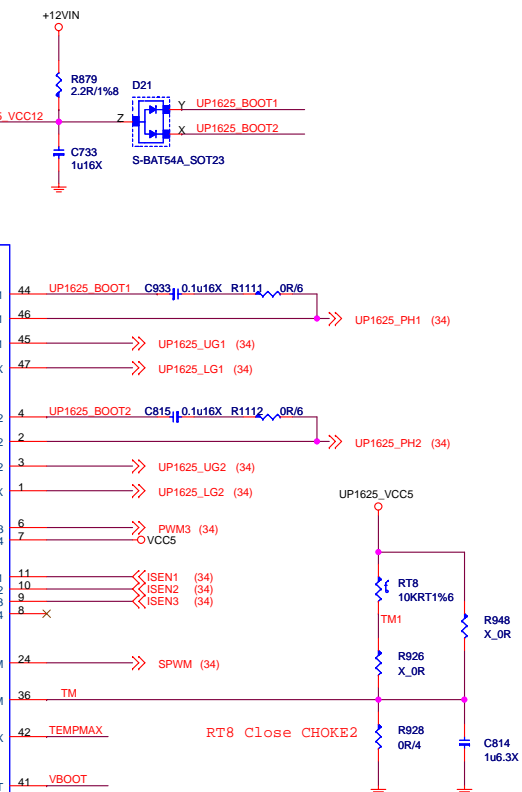 +12VIN
R879
2.2R/1%8
D21
Y UP1625_BOOT1
5_VCC12
Z
X UP1625_BOOT2
C733
1u16X
S-BAT54A_SOT23
44 UP1625_BOOT1 C933 0.1u16X R1111 0R/6
46
UP1625_PH1 (34)
45
UP1625_UG1 (34)
47
UP1625_LG1 (34)
4 UP1625_BOOT2 C815 0.1u16X R1112 0R/6
2
UP1625_PH2 (34)
3
UP1625_UG2 (34)
1
UP1625_LG2 (34)
UP1625_VCC5
6
PWM3 (34)
7
VCC5
11
ISEN1 (34)
10
ISEN2 (34)
9
ISEN3 (34)
8
RT8
10KRT1%6
TM1
R948
X_0R
R926
X_0R
24
SPWM (34)
36 TM
42 TEMPMAX
RT8 Close CHOKE2
R928
0R/4
C814
1u6.3X
41 VBOOT